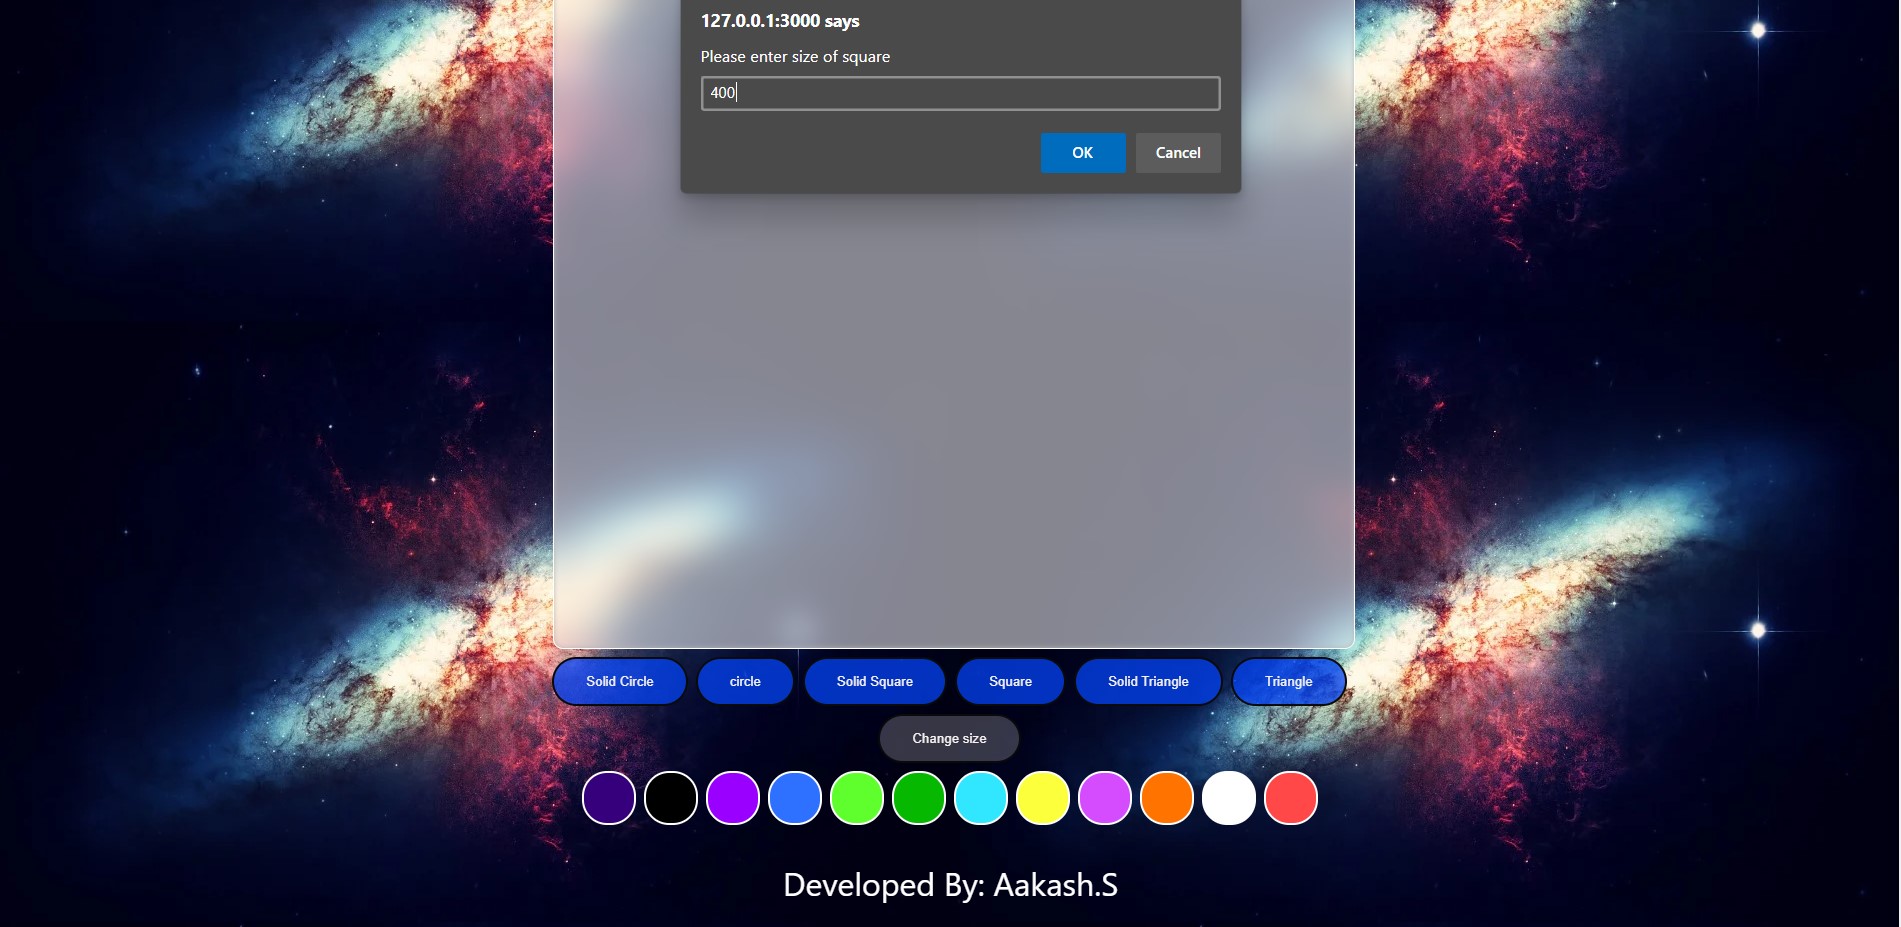 127.0.0.1:3000 says
Please enter size of square
400
OK Cancel
Solid Circle circle Solid Square Square Solid Triangle Triangle
Change size
Developed By: Aakash.S